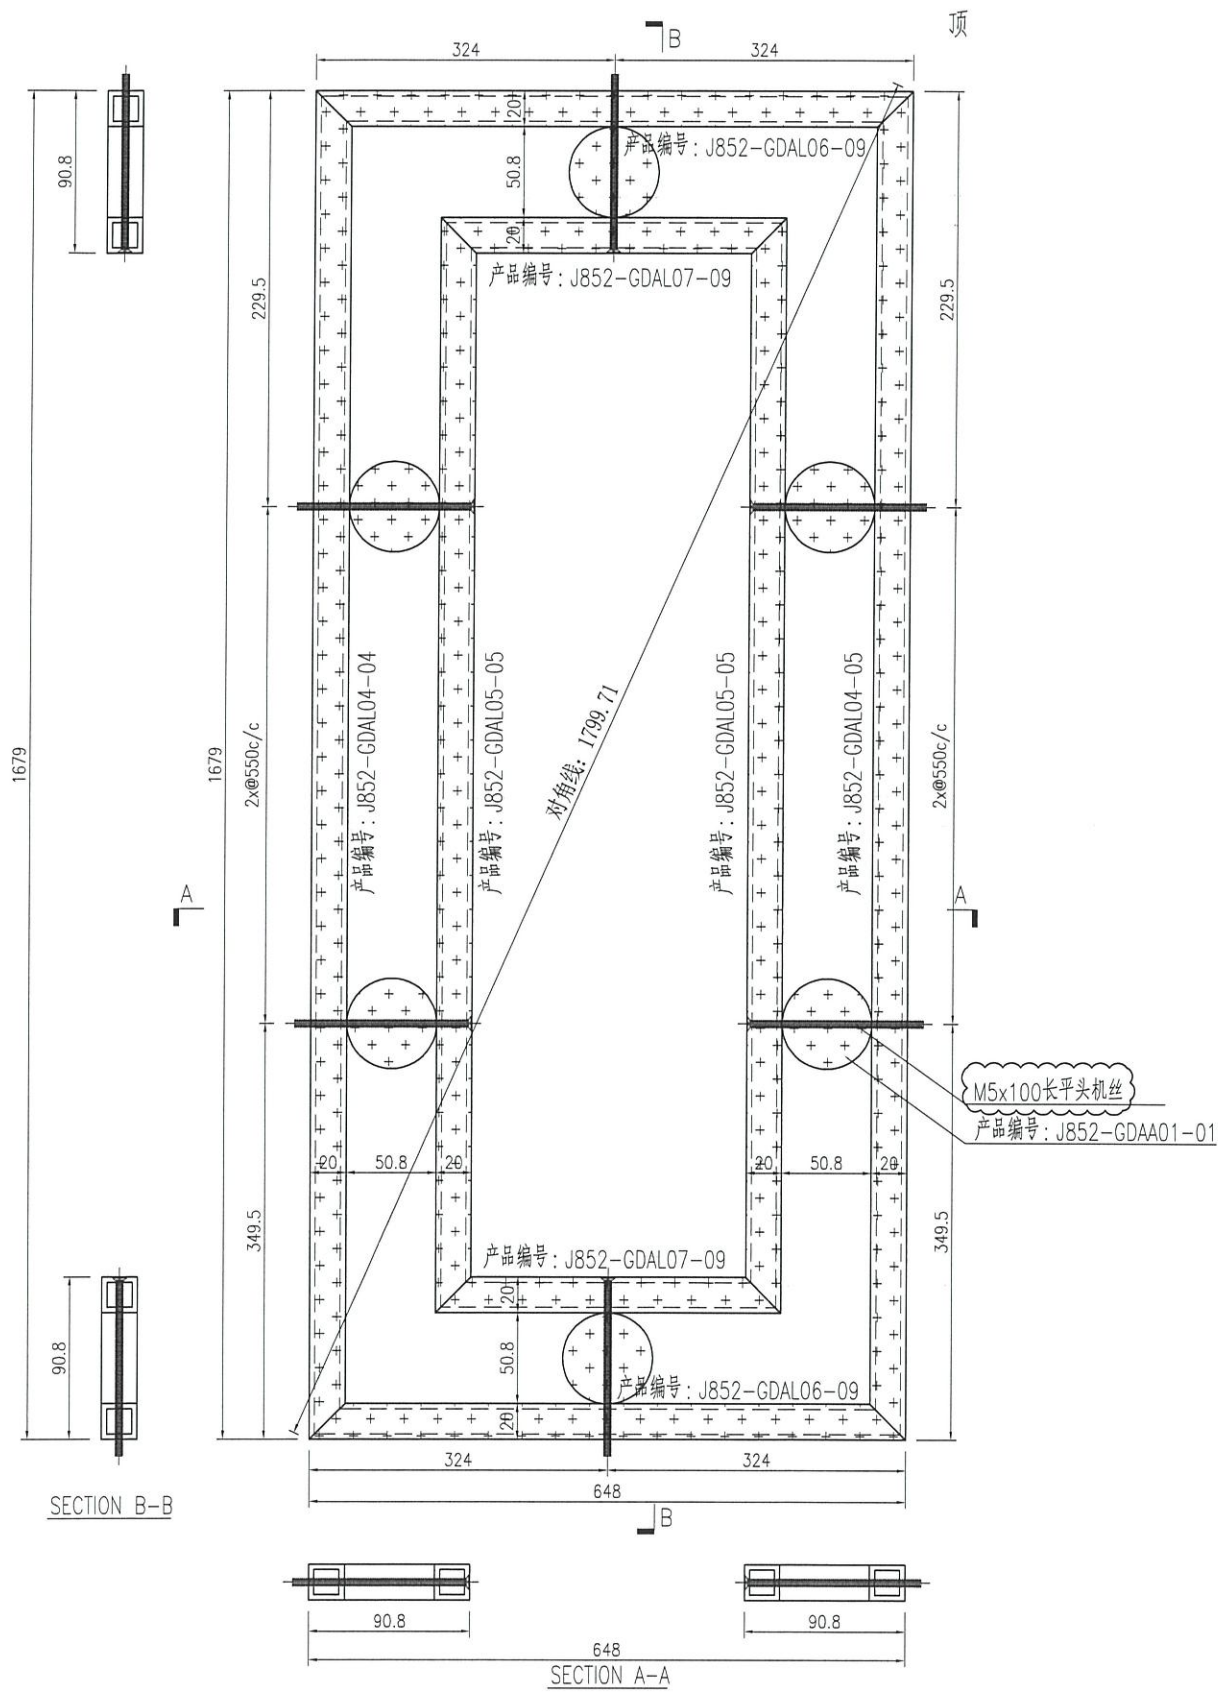 顶
B
324
324
20
产品编号: J852-GDAL06-09
90.8
50.8
20
产品编号: J852-GDAL07-09
229.5
229.5
产品编号: J852-GDAL04-04
产品编号: J852-GDAL05-05
产品编号: J852-GDAL05-05
产品编号: J852-GDAL04-05
对角线: 1799.71
1679
1679
2x@550c/c
2x@550c/c
A
A
M5x100长平头机丝
产品编号: J852-GDAA01-01
20
50.8
20
20
50.8
20
349.5
349.5
产品编号: J852-GDAL07-09
20
90.8
50.8
产品编号: J852-GDAL06-09
20
324
324
648
SECTION B-B
B
90.8
90.8
648
SECTION A-A